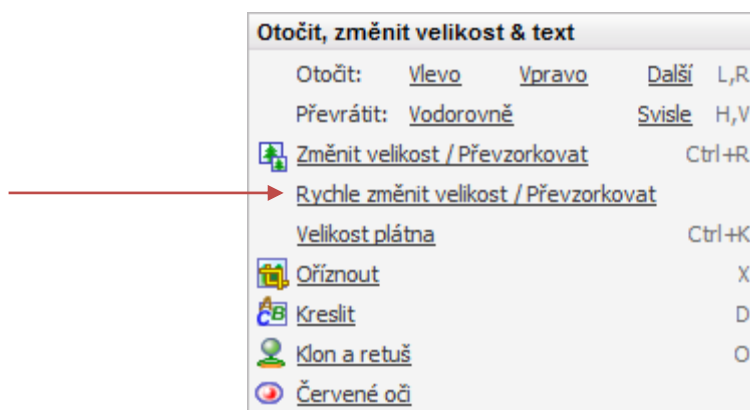 Otočit, změnit velikost & text
Otočit: Vlevo Vpravo Další L,R
Převrátit: Vodorovně Svisle H,V
Změnit velikost / Převzorkovat Ctrl+R
Rychle změnit velikost / Převzorkovat
Velikost plátna Ctrl+K
Oříznout X
Kreslit D
Klon a retuš O
Červené oči